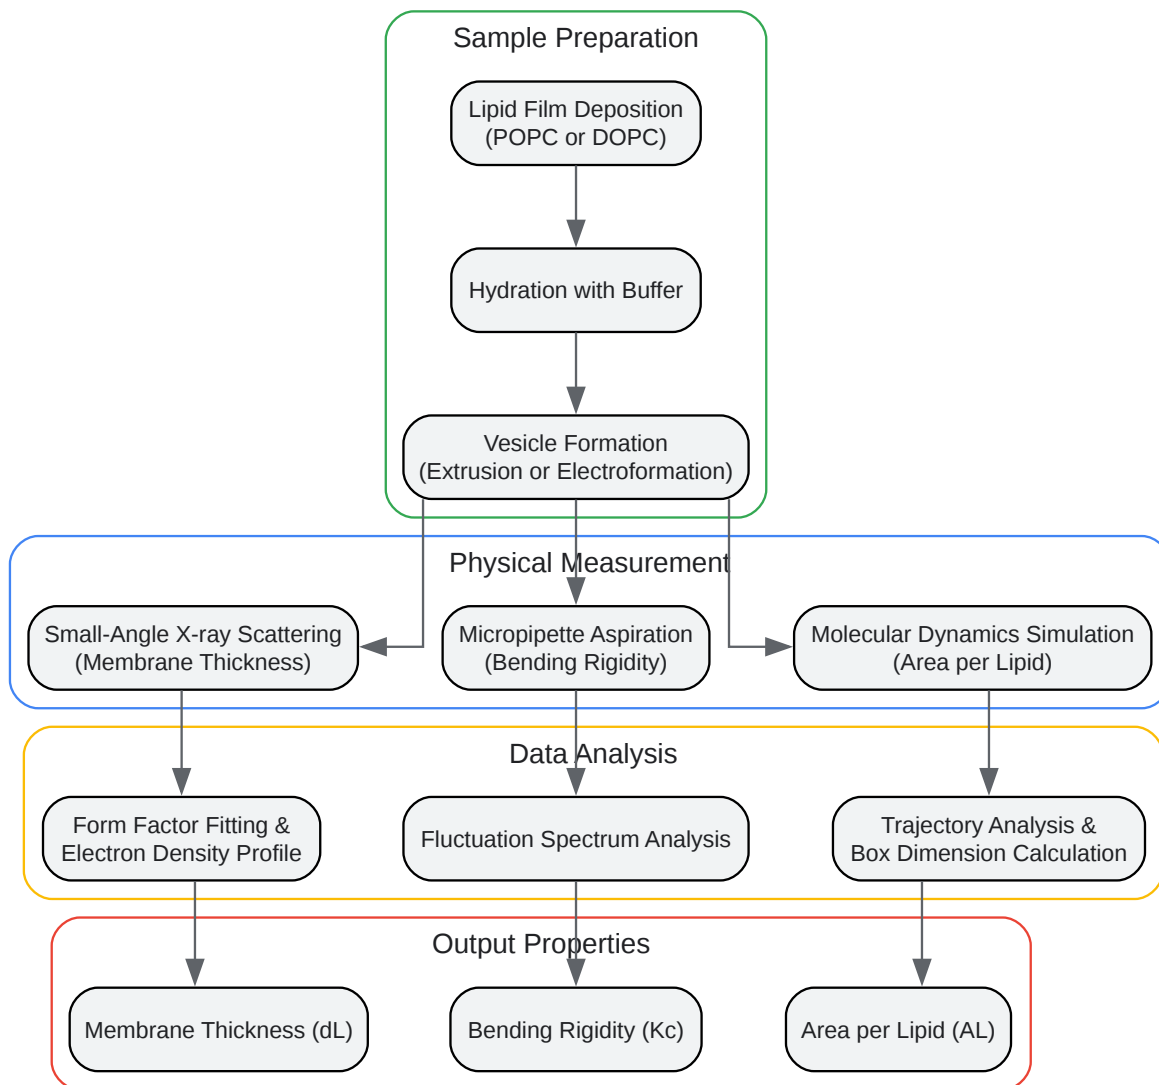 Sample Preparation
Lipid Film Deposition
(POPC or DOPC)
Hydration with Buffer
Vesicle Formation
(Extrusion or Electroformation)
Physical Measurement
Small-Angle X-ray Scattering
(Membrane Thickness)
Micropipette Aspiration
(Bending Rigidity)
Molecular Dynamics Simulation
(Area per Lipid)
Data Analysis
Form Factor Fitting &
Electron Density Profile
Fluctuation Spectrum Analysis
Trajectory Analysis &
Box Dimension Calculation
Output Properties
Membrane Thickness (dL)
Bending Rigidity (Kc)
Area per Lipid (AL)